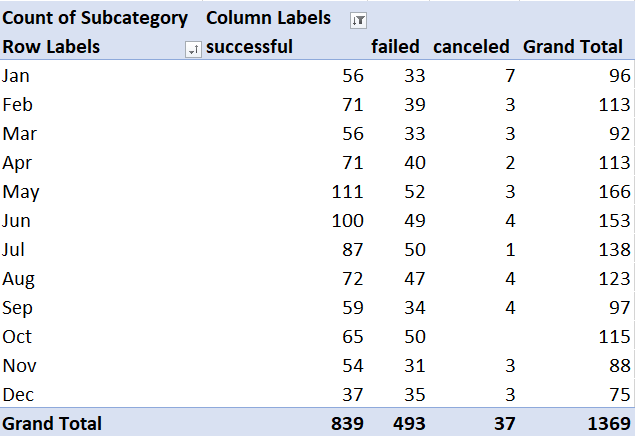 Count of Subcategory Column Labels
Row Labels successful failed canceled Grand Total
Jan 56 33 7 96
Feb 71 39 3 113
Mar 56 33 3 92
Apr 71 40 2 113
May 111 52 3 166
Jun 100 49 4 153
Jul 87 50 1 138
Aug 72 47 4 123
Sep 59 34 4 97
Oct 65 50 115
Nov 54 31 3 88
Dec 37 35 3 75
Grand Total 839 493 37 1369